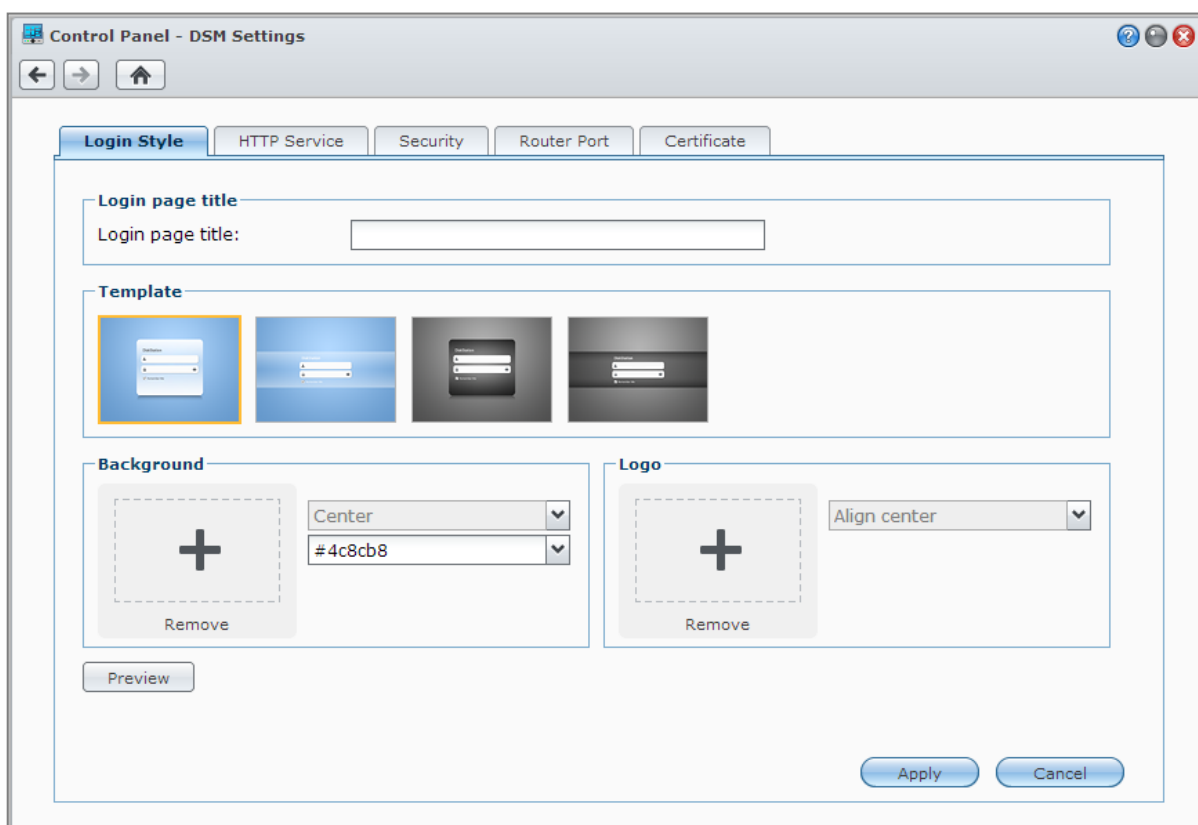 Control Panel - DSM Settings
Login Style HTTP Service Security Router Port Certificate
Login page title
Login page title:
Template
Background Logo
Center Align center
#4c8cb8
Remove Remove
Preview
Apply Cancel